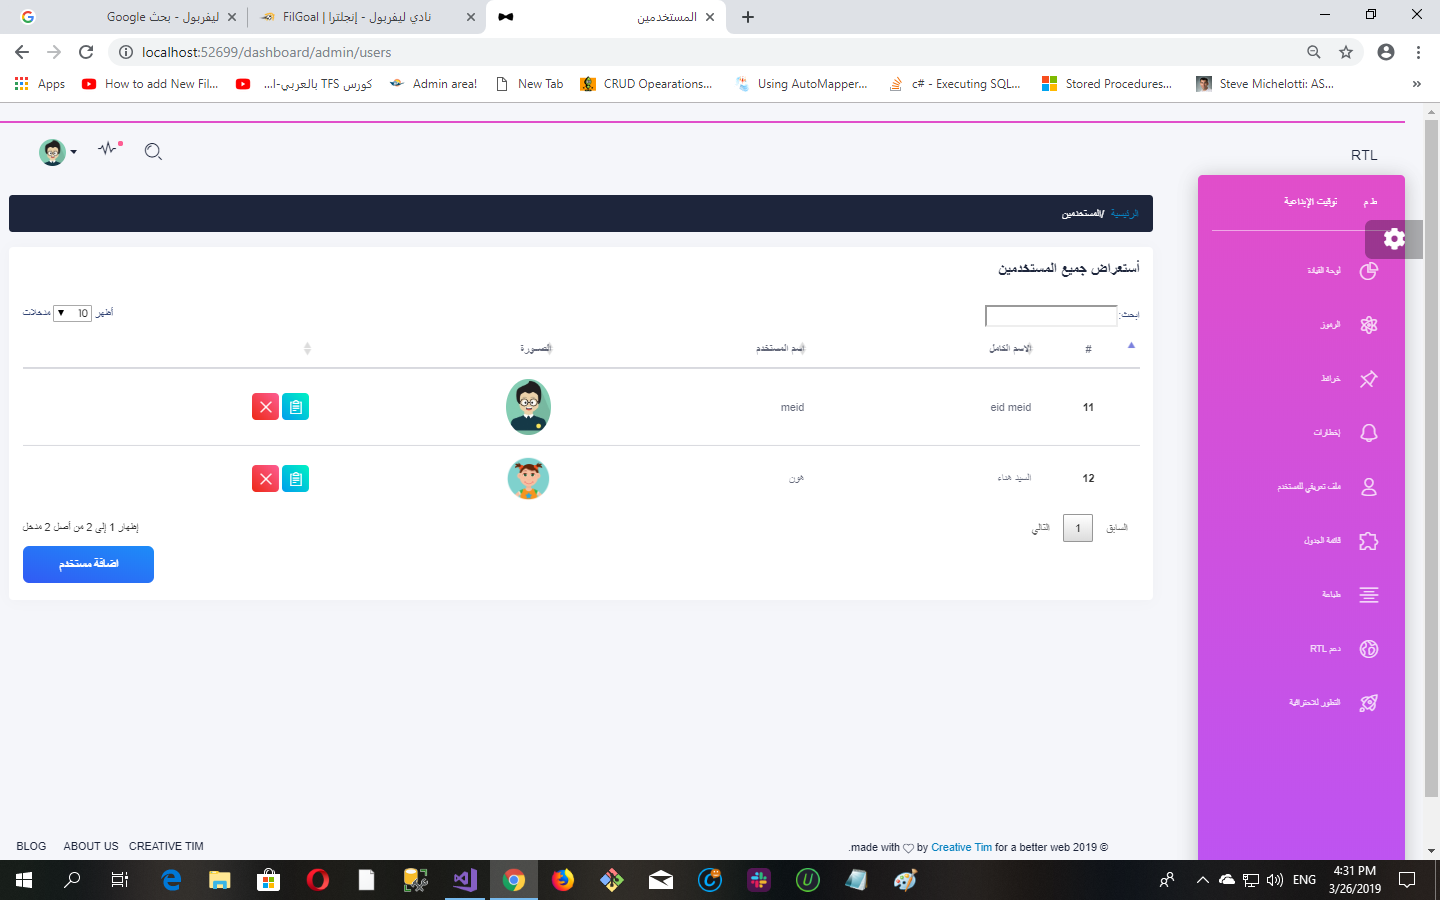 ليفربول - بحث Google
نادي ليفربول - إنجلترا | FilGoal
المستخدمين
localhost:52699/dashboard/admin/users
Apps
How to add New Fil...
كورس TFS بالعربي-ا...
Admin area!
New Tab
CRUD Opearations...
Using AutoMapper...
c# - Executing SQL...
Stored Procedures...
Steve Michelotti: AS...
»
RTL
ط م
توقيت الإبداعية
الرئيسية /المستخدمين
أستعراض جميع المستخدمين
ابحث:
أظهر 10 مدخلات
#
الاسم الكامل
اسم المستخدم
الصورة
11
eid meid
meid
12
السيد هناء
هون
السابق 1 التالي
إظهار 1 إلى 2 من أصل 2 مدخل
اضافة مستخدم
لوحة القيادة
الرموز
خرائط
إخطارات
ملف تعريفي للمستخدم
قائمة الجدول
طباعة
دعم RTL
التطور للاحترافية
BLOG
ABOUT US
CREATIVE TIM
.made with by Creative Tim for a better web 2019 ©
ENG
4:31 PM
3/26/2019